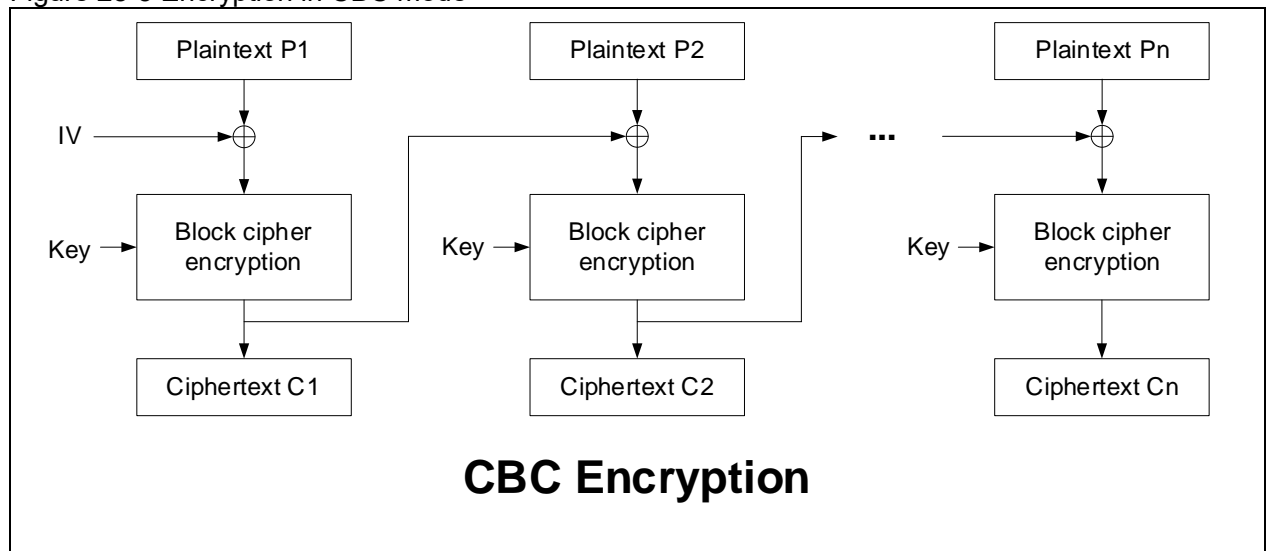 Plaintext P1
Plaintext P2
Plaintext Pn
IV
...
Key
Block cipher
encryption
Key
Block cipher
encryption
Key
Block cipher
encryption
Ciphertext C1
Ciphertext C2
Ciphertext Cn
CBC Encryption